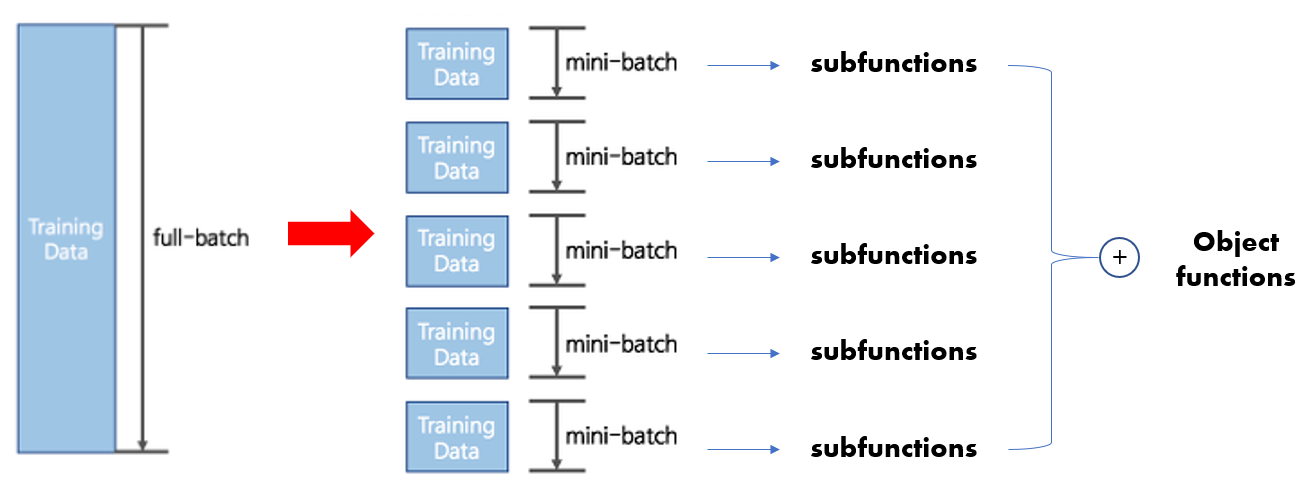 Training
Data
full-batch
Training
Data
mini-batch
subfunctions
Training
Data
mini-batch
subfunctions
Training
Data
mini-batch
subfunctions
Training
Data
mini-batch
subfunctions
Training
Data
mini-batch
subfunctions
+
Object
functions